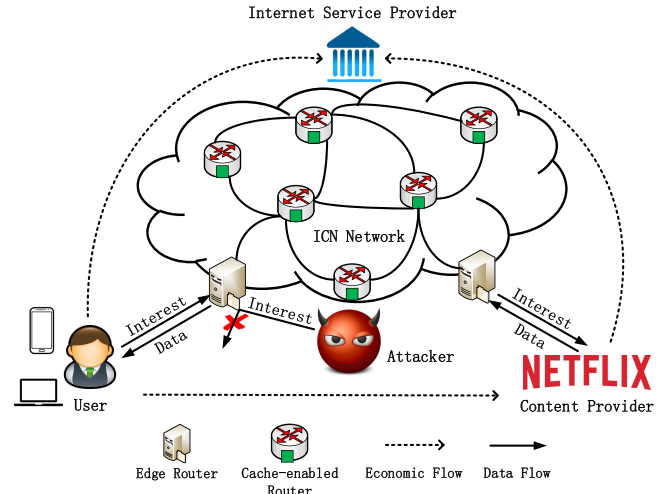 Internet Service Provider
ICN Network
Interest
Data
Interest
Attacker
Interest
Data
User
NETFLIX
Content Provider
Edge Router
Cache-enabled
Router
Economic Flow
Data Flow